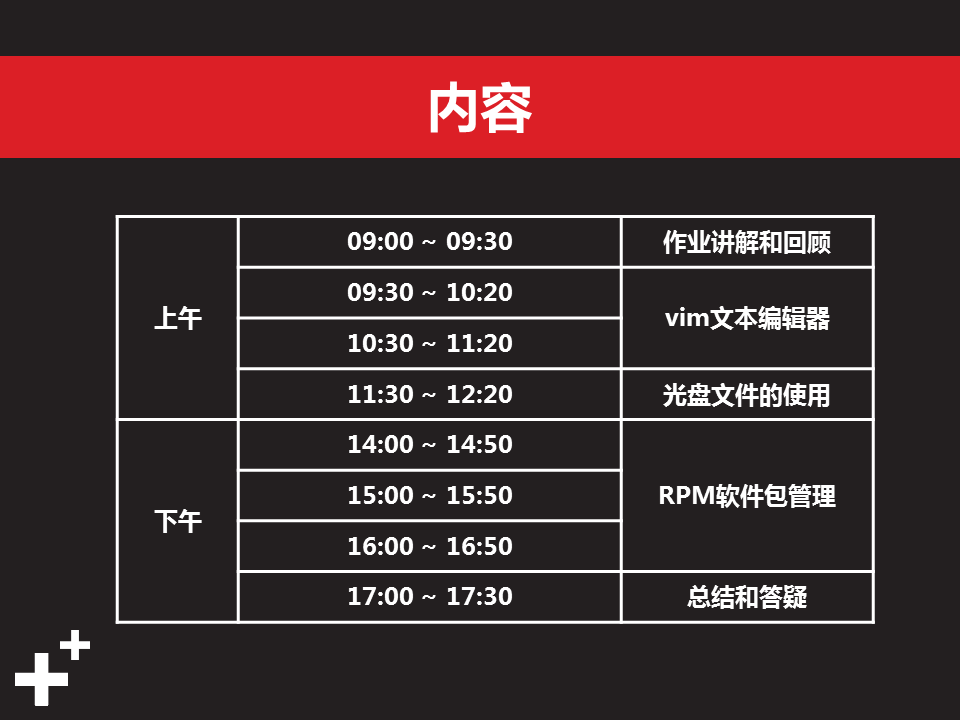 内容
上午
09:00 ~ 09:30
作业讲解和回顾
09:30 ~ 10:20
vim文本编辑器
10:30 ~ 11:20
11:30 ~ 12:20
光盘文件的使用
下午
14:00 ~ 14:50
RPM软件包管理
15:00 ~ 15:50
16:00 ~ 16:50
17:00 ~ 17:30
总结和答疑